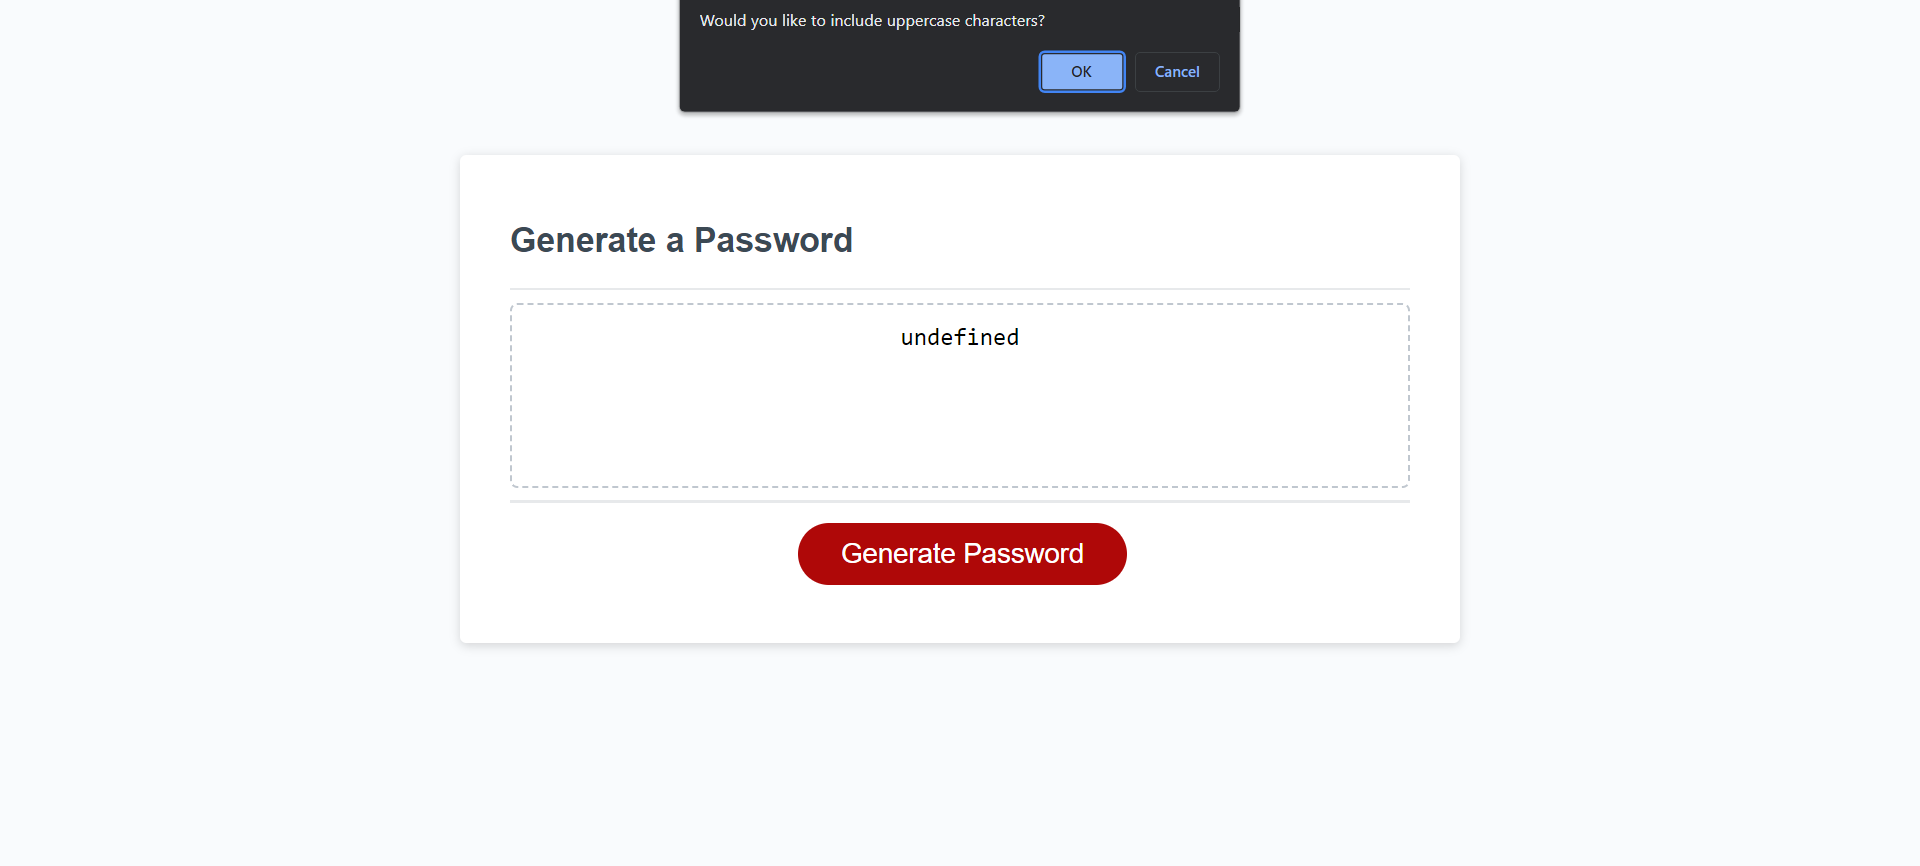 Would you like to include uppercase characters?
OK
Cancel
Generate a Password
undefined
Generate Password